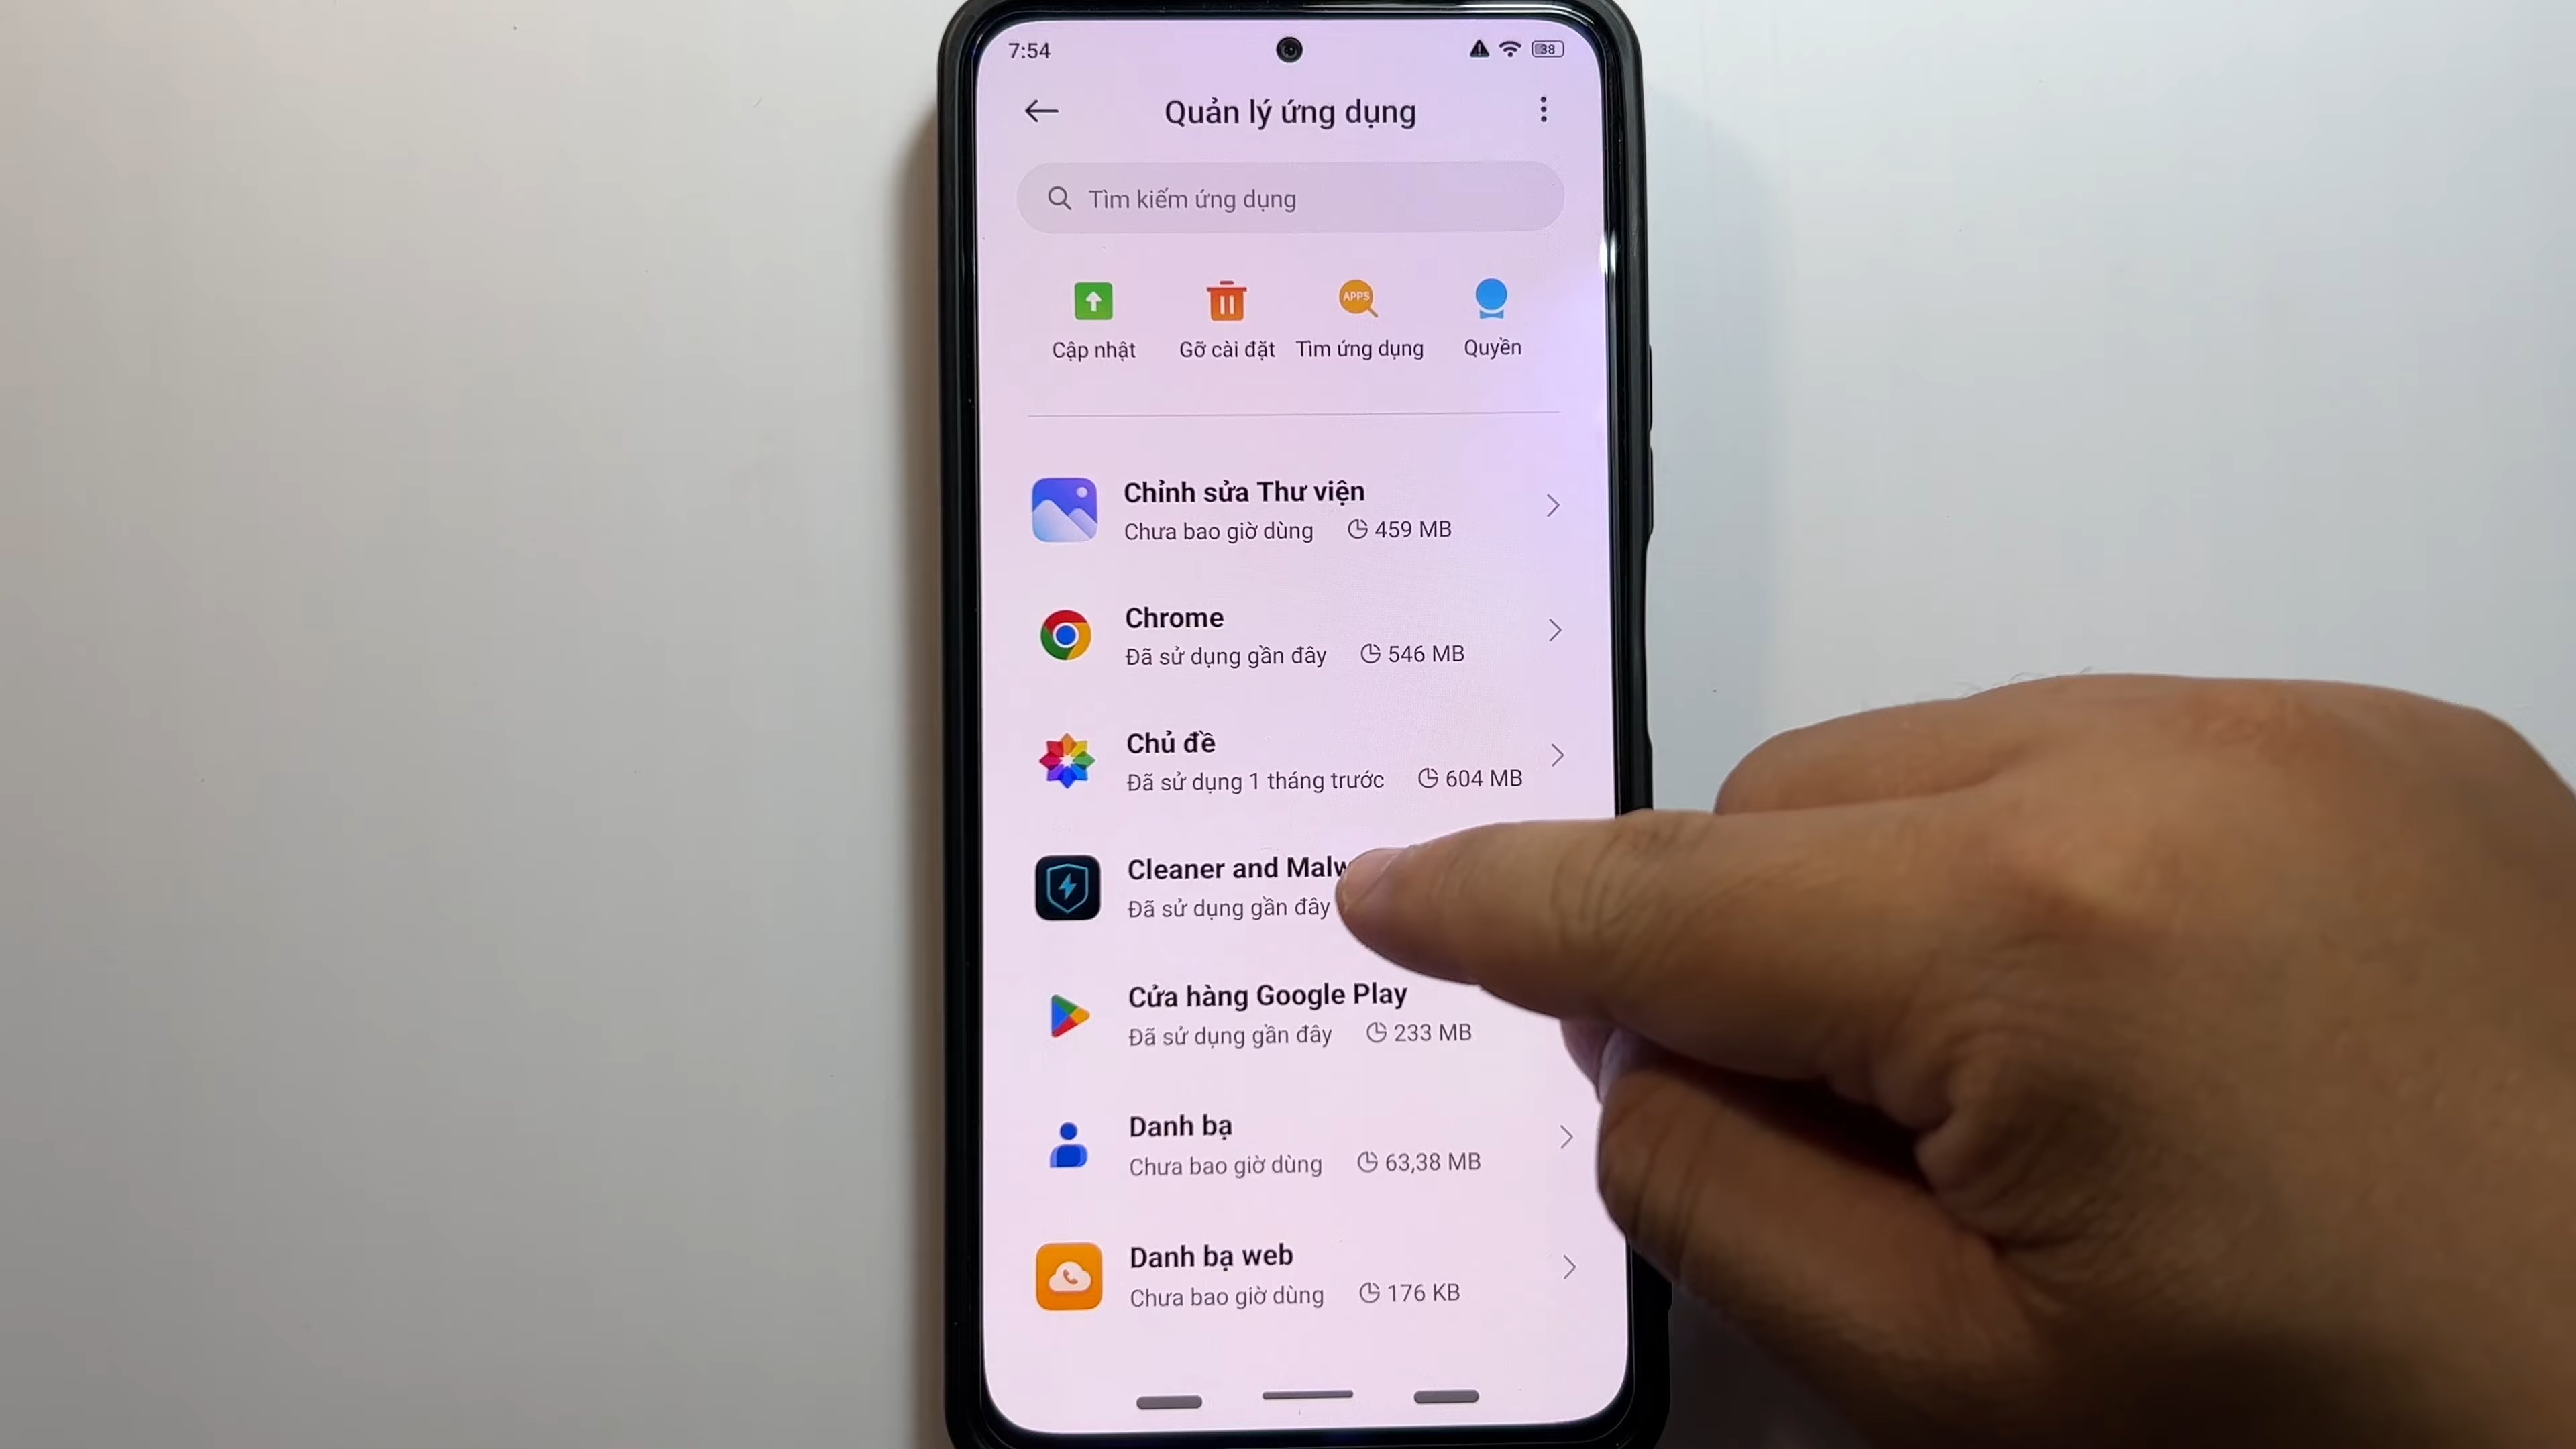 7:54
38
Quản lý ứng dụng
Tìm kiếm ứng dụng
APPS
Cập nhật
Gỡ cài đặt
Tìm ứng dụng
Quyền
Chỉnh sửa Thư viện
Chưa bao giờ dùng 459 MB
Chrome
Đã sử dụng gần đây 546 MB
Chủ đề
Đã sử dụng 1 tháng trước 604 MB
Cleaner and
Đã sử dụng gần đây
Cửa hàng Google Play
Đã sử dụng gần đây 233 MB
Danh bạ
Chưa bao giờ dùng 63,38 MB
Danh bạ web
Chưa bao giờ dùng 176 KB